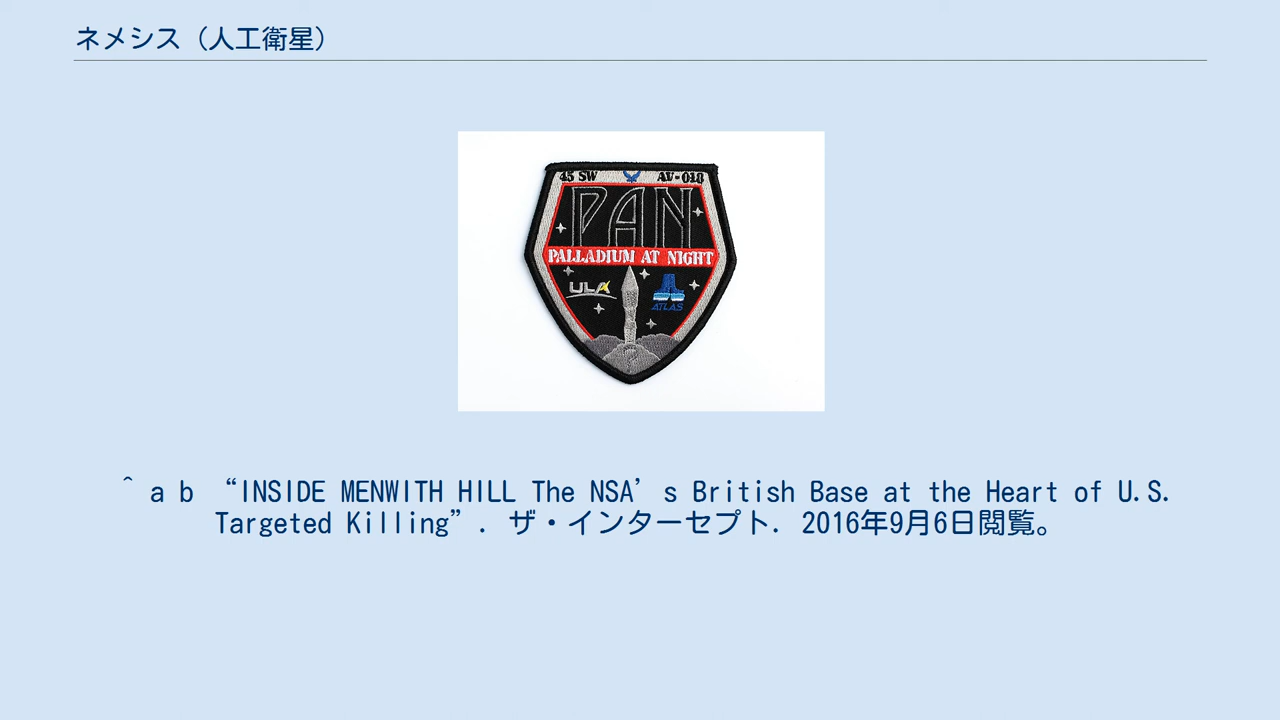 ネメシス（人工衛星）
45 SW AV-018
PAN
PALLADIUM AT NIGHT
ULA
ATLAS
^ a b “INSIDE MENWITH HILL The NSA’s British Base at the Heart of U.S.
Targeted Killing”. ザ・インターセプト. 2016年9月6日閲覧。